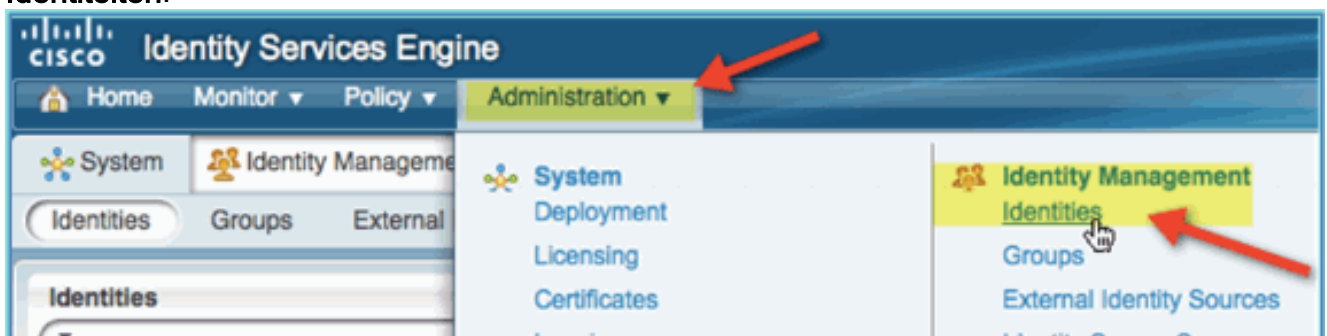 CISCO Identity Services Engine
Home Monitor ▼ Policy ▼ Administration ▼
System Identity Manageme
Identities Groups External
Identities
System
Deployment
Licensing
Certificates
Identity Management
Identities
Groups
External Identity Sources